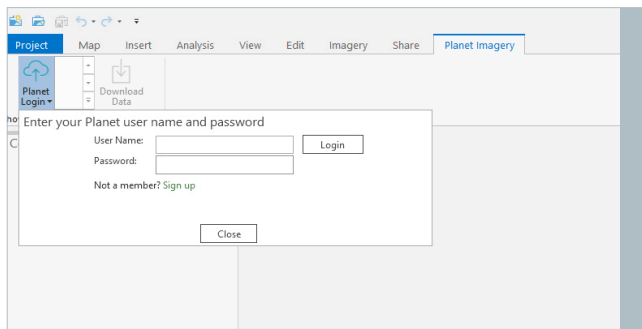 Project Map Insert Analysis View Edit Imagery Share Planet Imagery
Planet
Login
Download
Data
Enter your Planet user name and password
User Name:
Login
Password:
Not a member? Sign up
Close